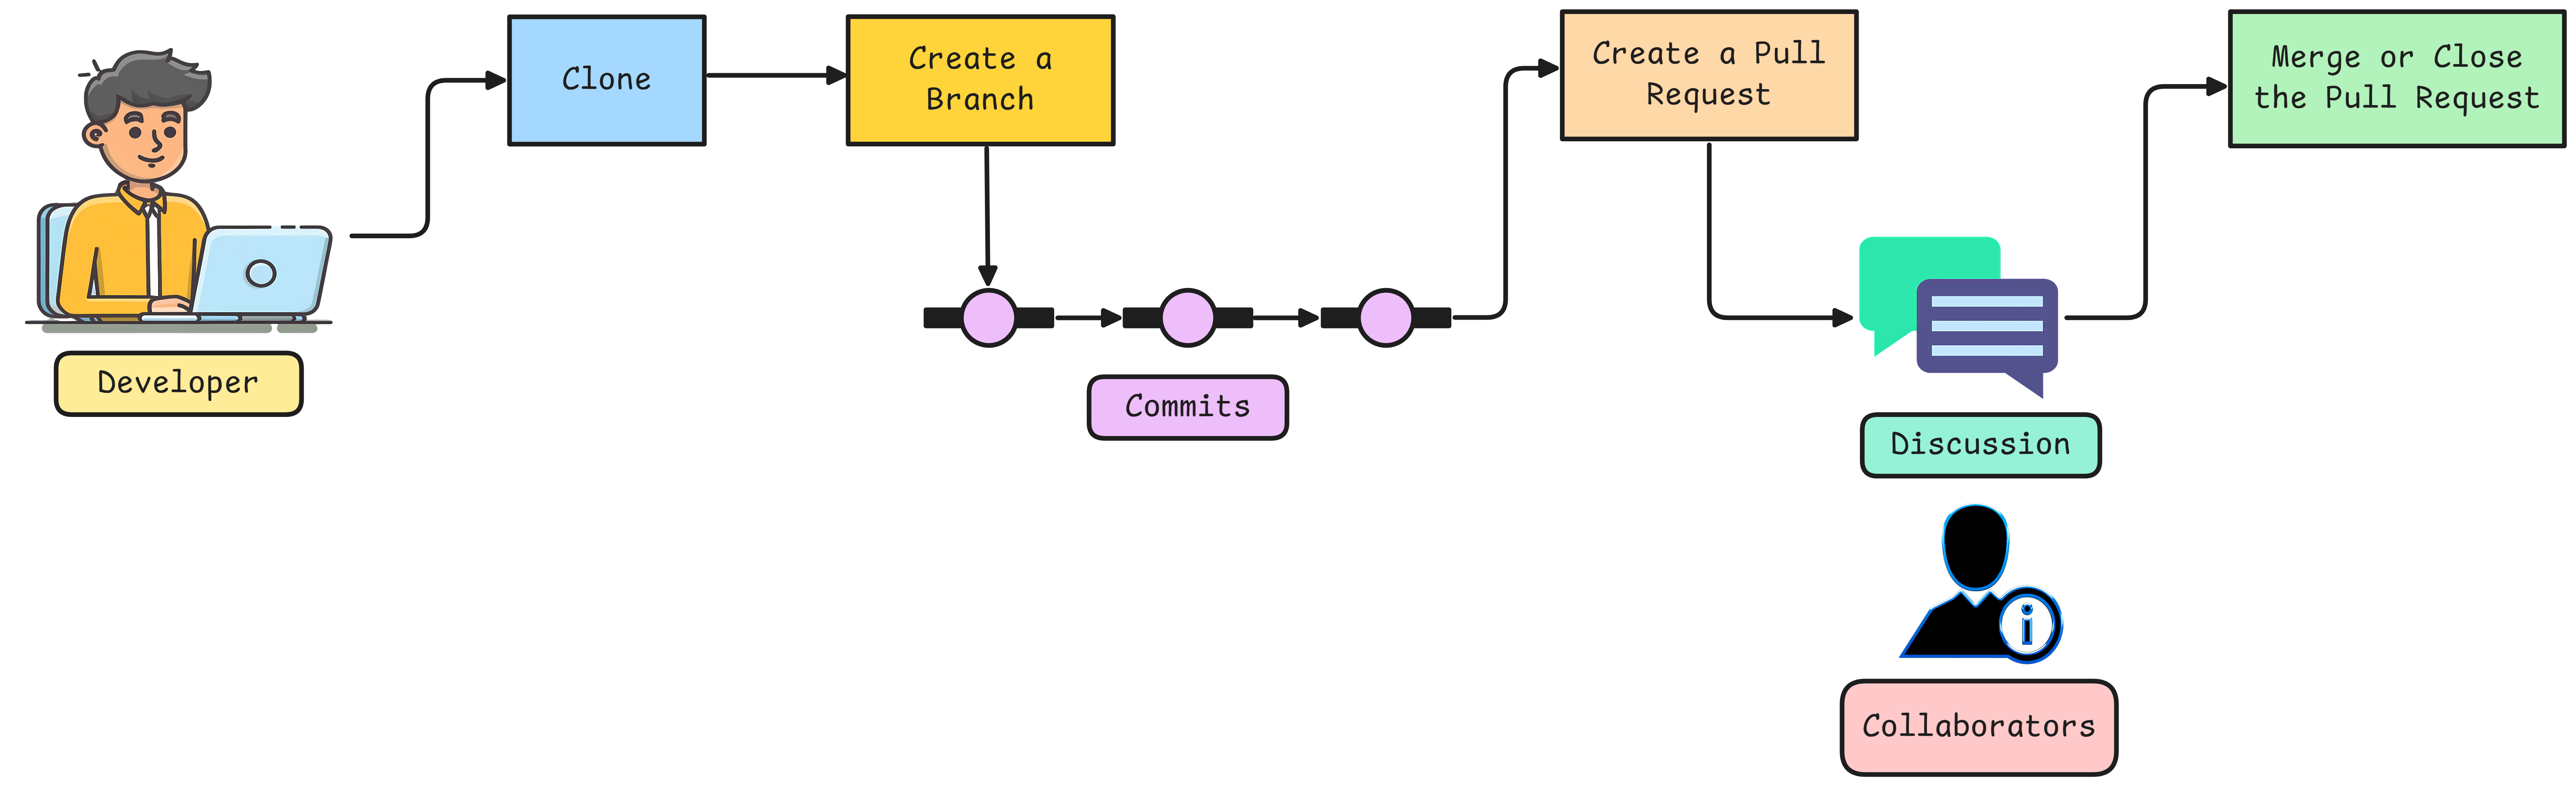 Developer
Clone
Create a
Branch
Commits
Create a Pull
Request
Discussion
Collaborators
Merge or Close
the Pull Request